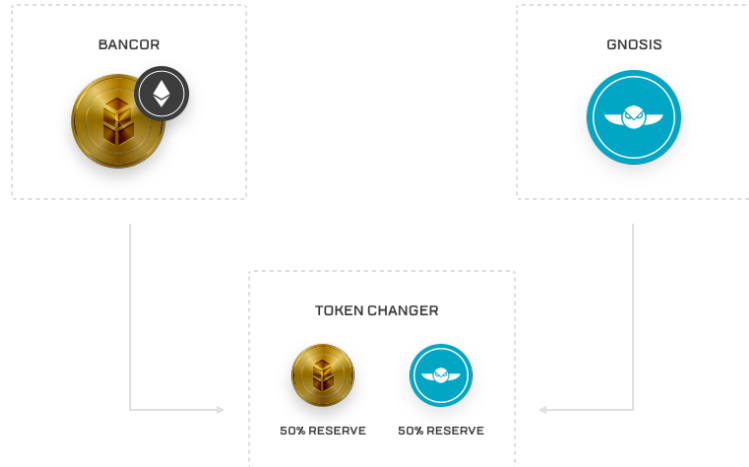 BANCOR
GNOSIS
TOKEN CHANGER
50% RESERVE
50% RESERVE